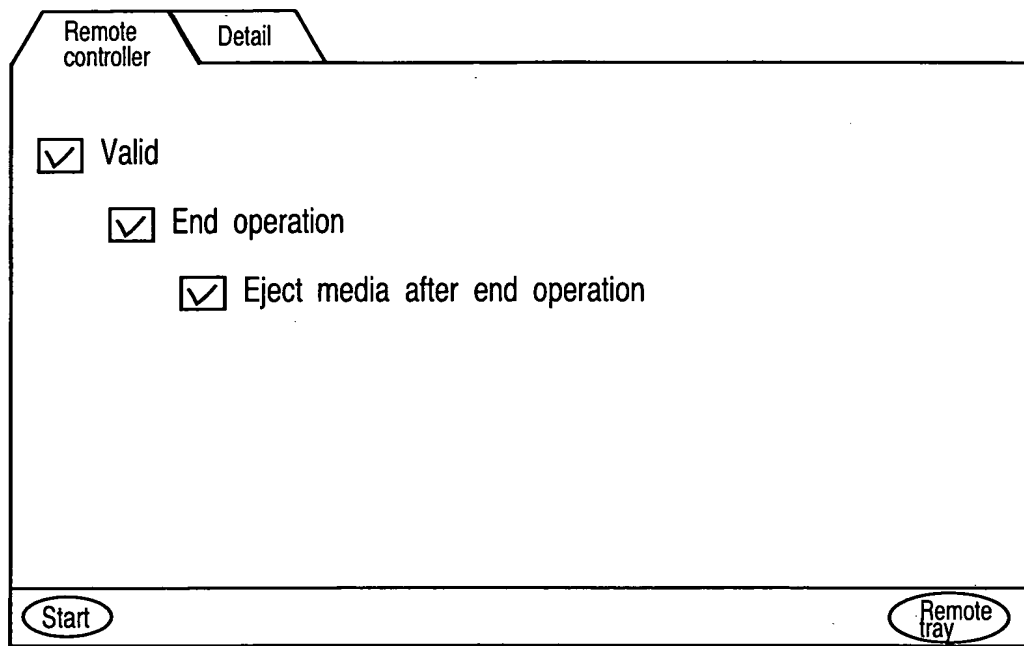 Remote
controller
Detail
Valid
End operation
Eject media after end operation
Start
Remote
tray